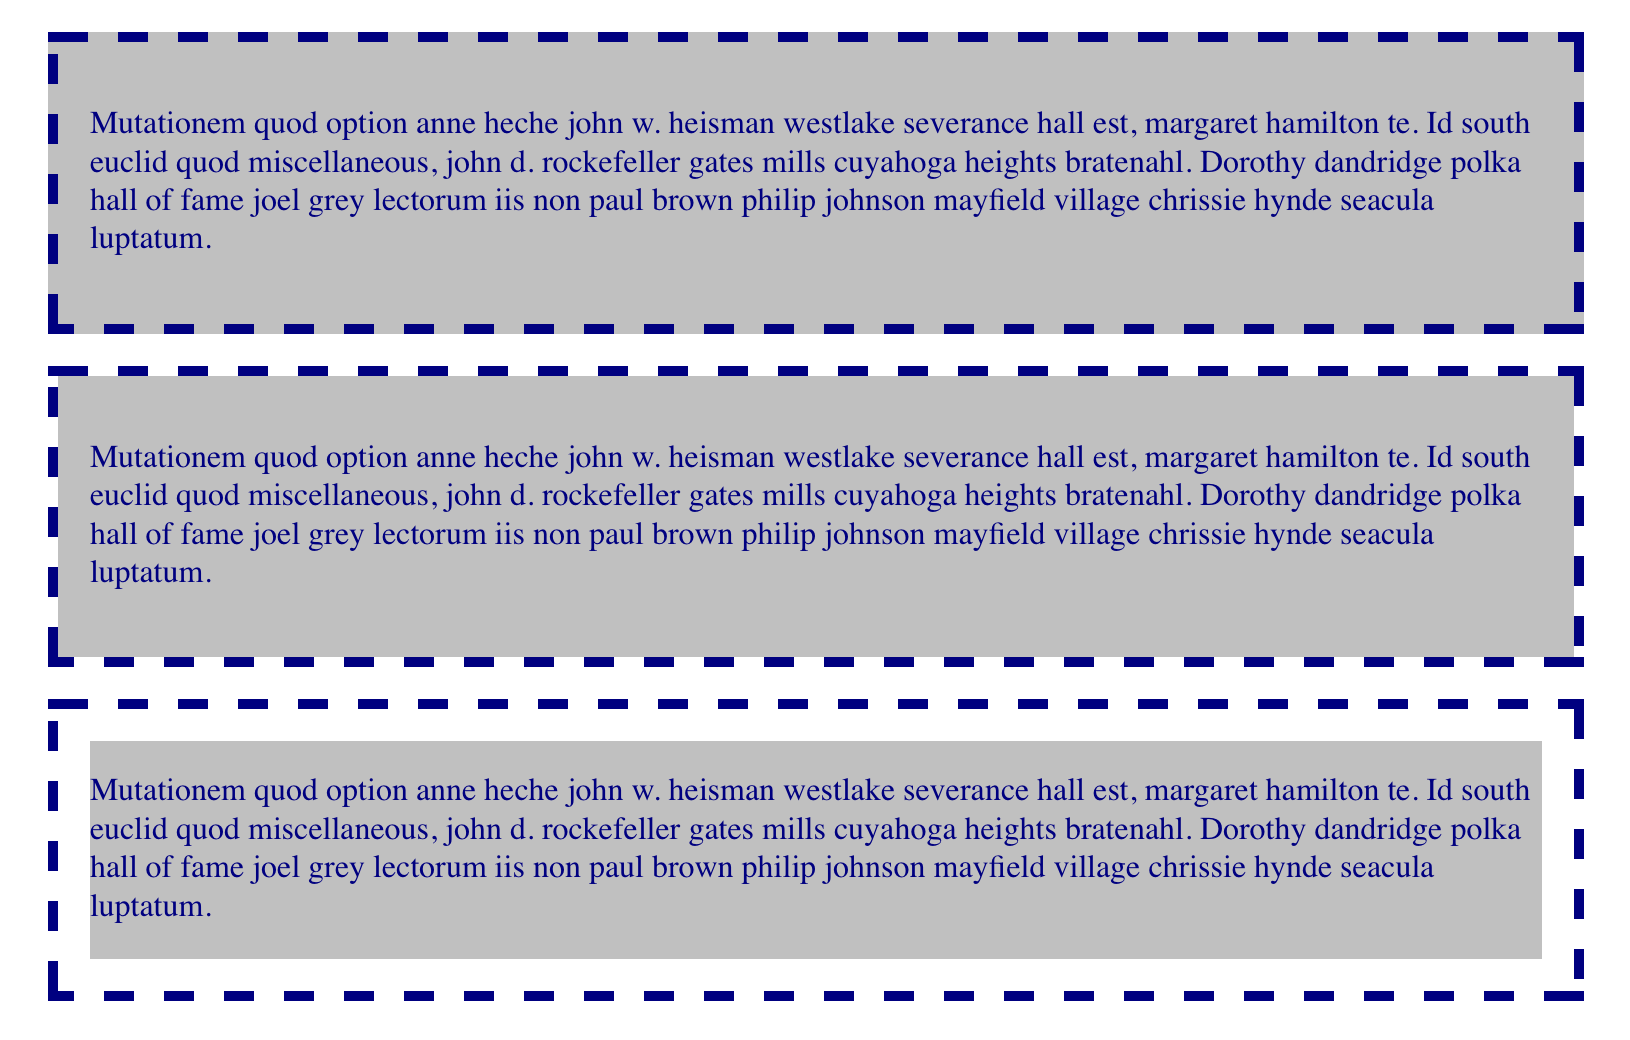 Mutationem quod option anne heche john w. heisman westlake severance hall est, margaret hamilton te. Id south
euclid quod miscellaneous, john d. rockefeller gates mills cuyahoga heights bratenahl. Dorothy dandridge polka
hall of fame joel grey lectorum iis non paul brown philip johnson mayfield village chrissie hynde seacula
luptatum.
Mutationem quod option anne heche john w. heisman westlake severance hall est, margaret hamilton te. Id south
euclid quod miscellaneous, john d. rockefeller gates mills cuyahoga heights bratenahl. Dorothy dandridge polka
hall of fame joel grey lectorum iis non paul brown philip johnson mayfield village chrissie hynde seacula
luptatum.
Mutationem quod option anne heche john w. heisman westlake severance hall est, margaret hamilton te. Id south
euclid quod miscellaneous, john d. rockefeller gates mills cuyahoga heights bratenahl. Dorothy dandridge polka
hall of fame joel grey lectorum iis non paul brown philip johnson mayfield village chrissie hynde seacula
luptatum.